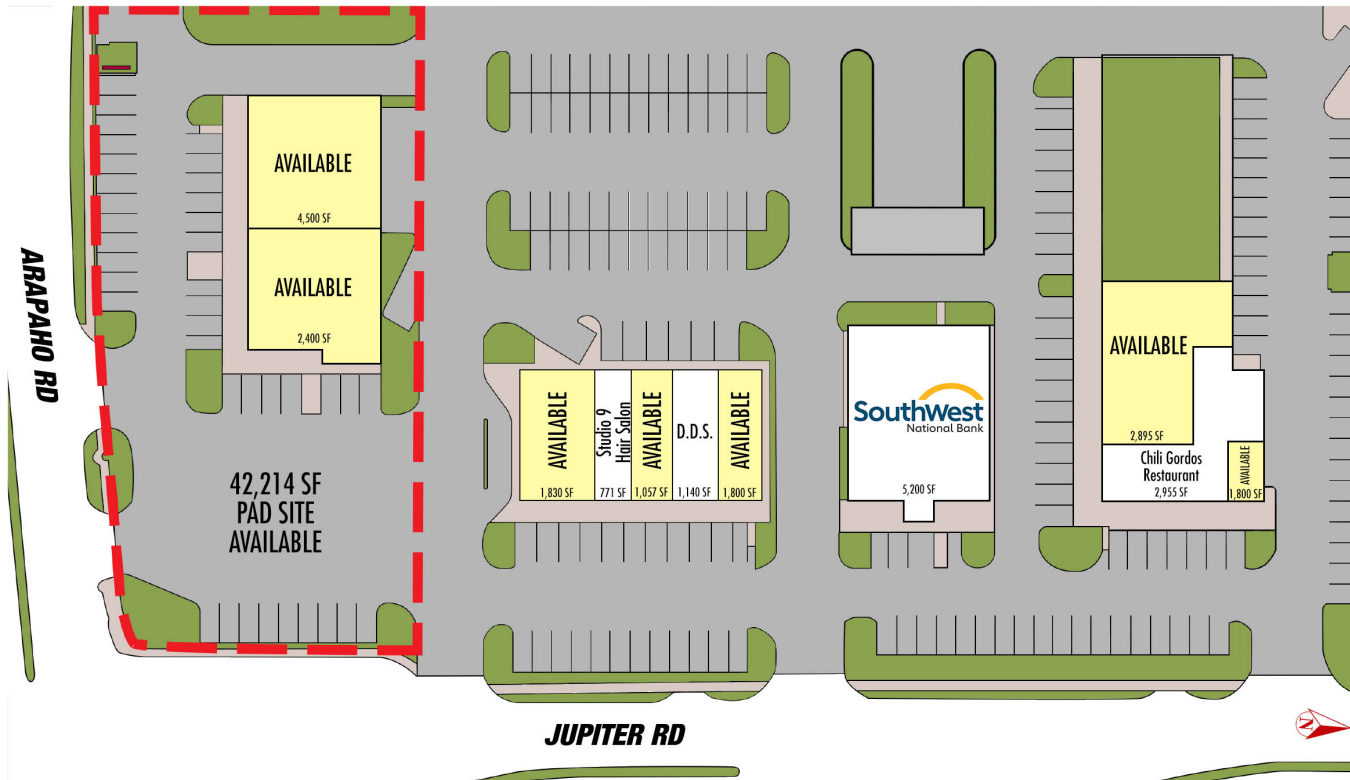 AVAILABLE
4,500 SF
AVAILABLE
2,400 SF
ARAPAHO RD
42,214 SF
PAD SITE
AVAILABLE
AVAILABLE
1,830 SF
Studio 9
Hair Salon
771 SF
AVAILABLE
1,057 SF
D.D.S.
1,140 SF
AVAILABLE
1,800 SF
SouthWest
National Bank
5,200 SF
AVAILABLE
2,895 SF
Chili Gordos
Restaurant
2,955 SF
AVAILABLE
1,800 SF
JUPITER RD
N